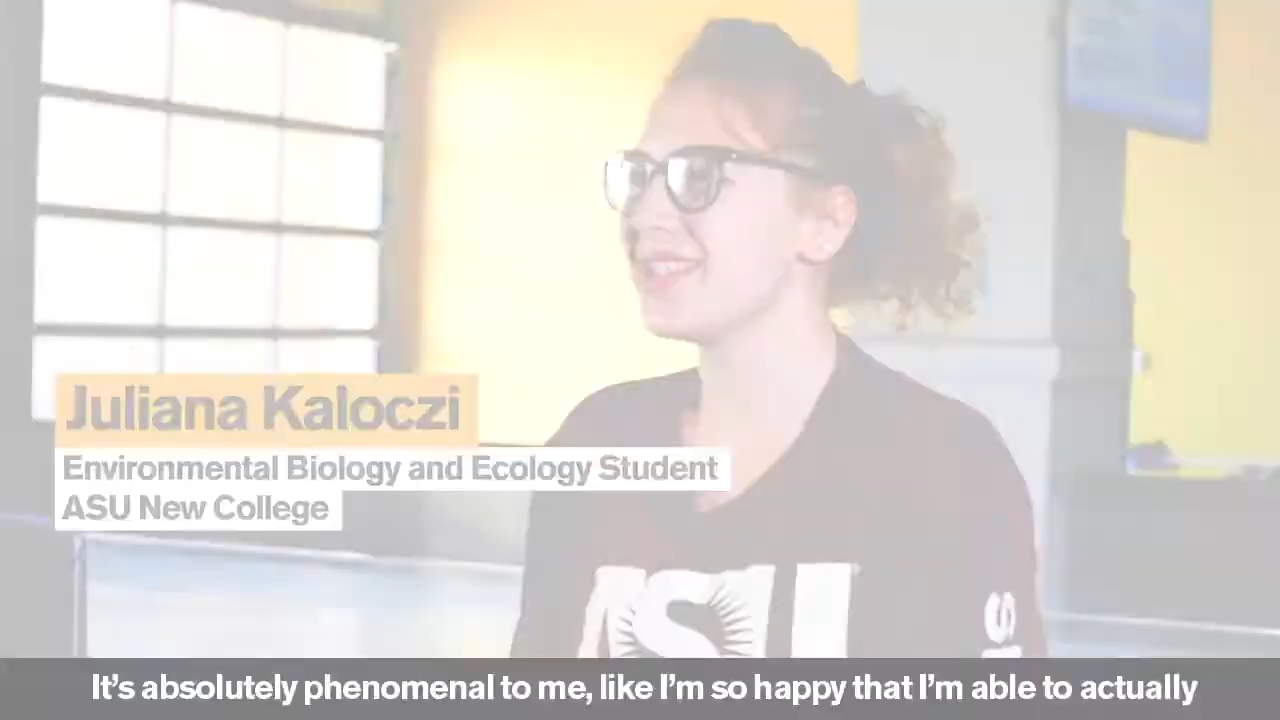 Juliana Kaloczi
Environmental Biology and Ecology Student
ASU New College
ASU
It's absolutely phenomenal to me, like I'm so happy that I'm able to actually